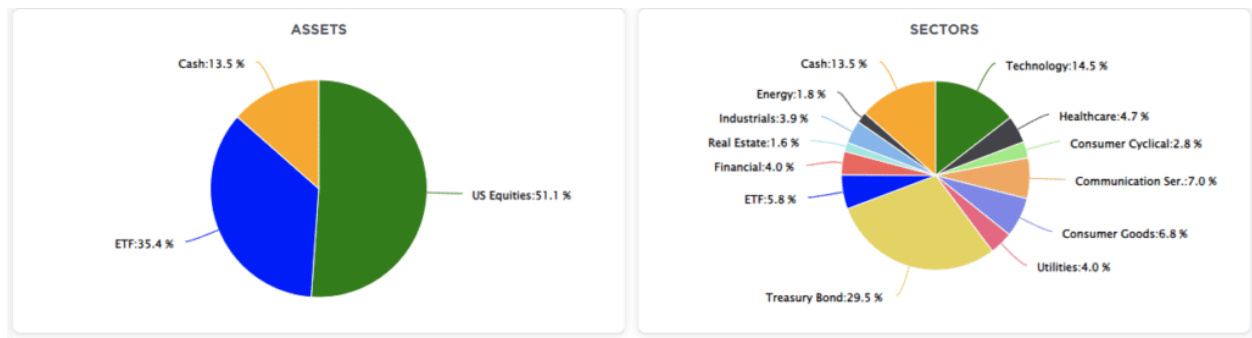 ASSETS
Cash:13.5 %
US Equities:51.1 %
ETF:35.4 %
SECTORS
Cash:13.5 %
Technology:14.5 %
Energy:1.8 %
Healthcare:4.7 %
Industrials:3.9 %
Consumer Cyclical:2.8 %
Real Estate:1.6 %
Financial:4.0 %
Communication Ser.:7.0 %
ETF:5.8 %
Consumer Goods:6.8 %
Utilities:4.0 %
Treasury Bond:29.5 %